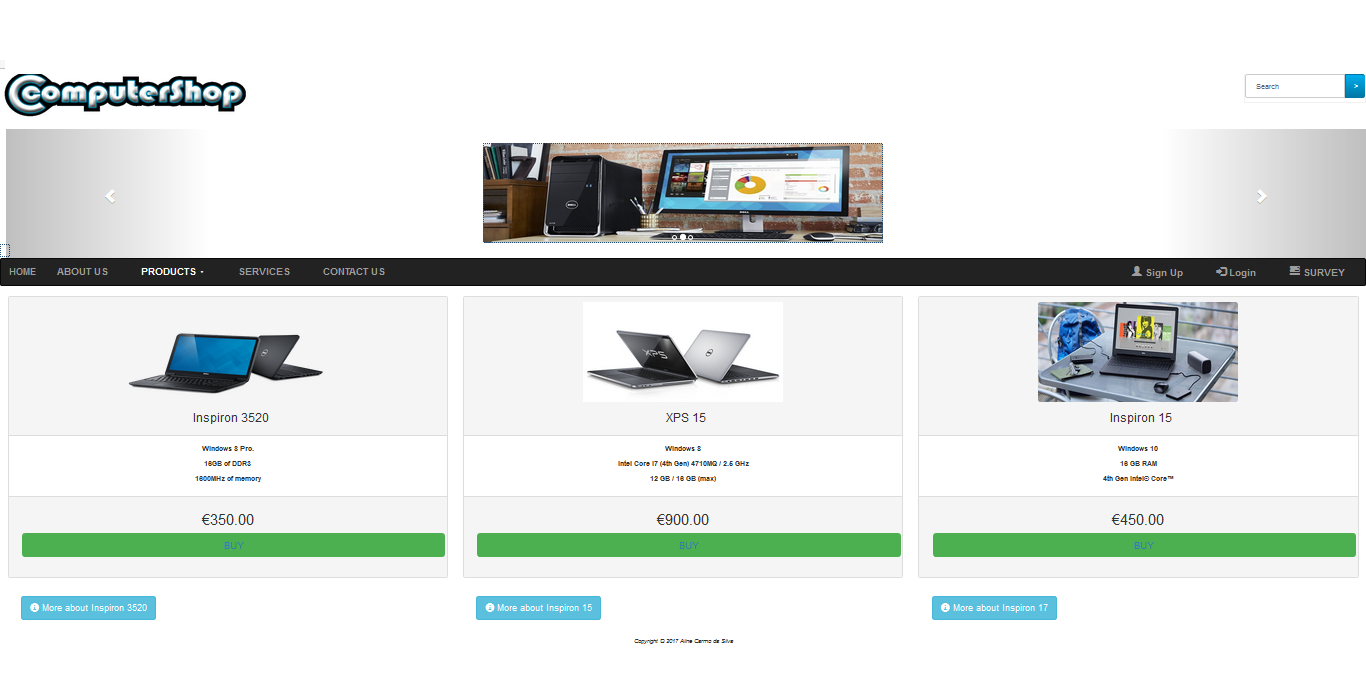 ComputerShop
Search >
DELL
HOME ABOUT US PRODUCTS SERVICES CONTACT US Sign Up Login SURVEY
XPS
Inspiron 3520 XPS 15 Inspiron 15
Windows 8 Pro. Windows 8 Windows 10
16GB of DDR3 Intel Core i7 (4th Gen) 4710MQ / 2.5 GHz 16 GB RAM
1600MHz of memory 12 GB / 16 GB (max) 4th Gen Intel® Core™
€350.00 €900.00 €450.00
BUY BUY BUY
More about Inspiron 3520 More about Inspiron 15 More about Inspiron 17
Copyright © 2017 Aline Carmo da Silva